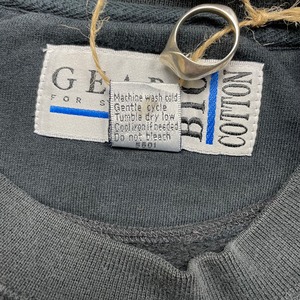 GEAR
FOR S
BIG
COTTON
Machine wash cold
Gentle cycle
Tumble dry low
Cool iron if needed
Do not bleach